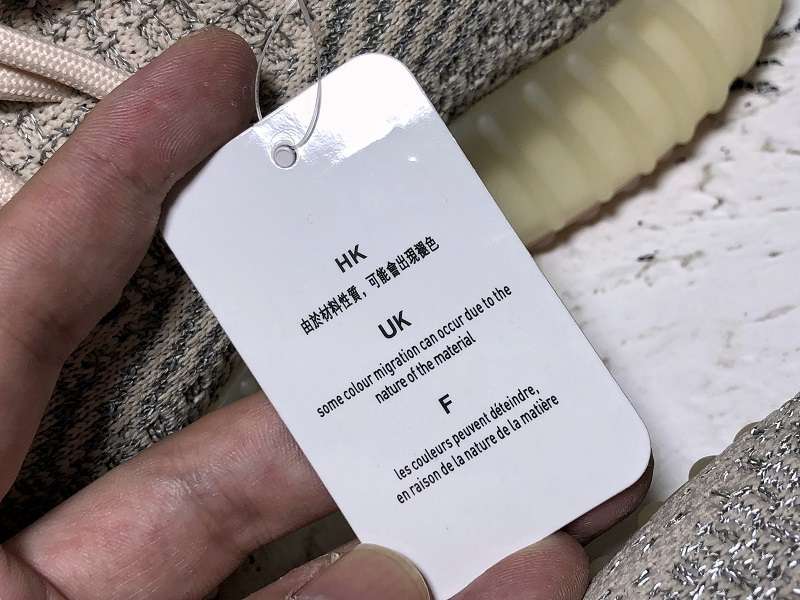 HK
由於材料性質，可能會出現褪色
UK
some colour migration can occur due to the
nature of the material
F
les couleurs peuvent déteindre,
en raison de la nature de la matière